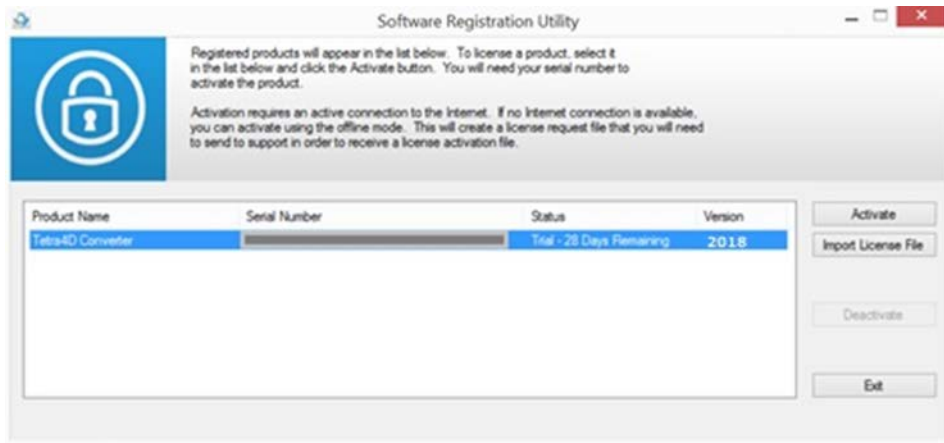 Software Registration Utility
Registered products will appear in the list below. To license a product, select it
in the list below and click the Activate button. You will need your serial number to
activate the product.
Activation requires an active connection to the Internet. If no Internet connection is available,
you can activate using the offline mode. This will create a license request file that you will need
to send to support in order to receive a license activation file.
Product Name Serial Number Status Version
Tetra4D Converter Trial - 28 Days Remaining 2018
Activate
Import License File
Deactivate
Exit